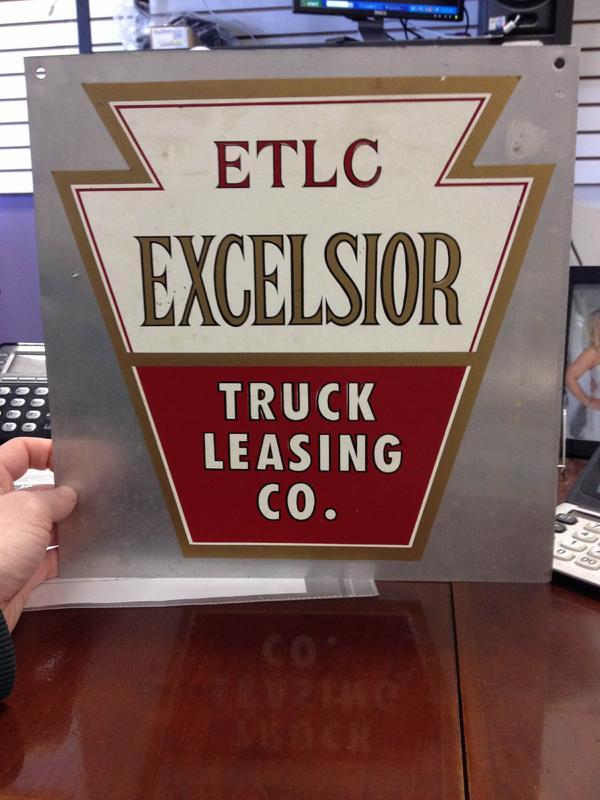 ETLC
EXCELSIOR
TRUCK
LEASING
CO.